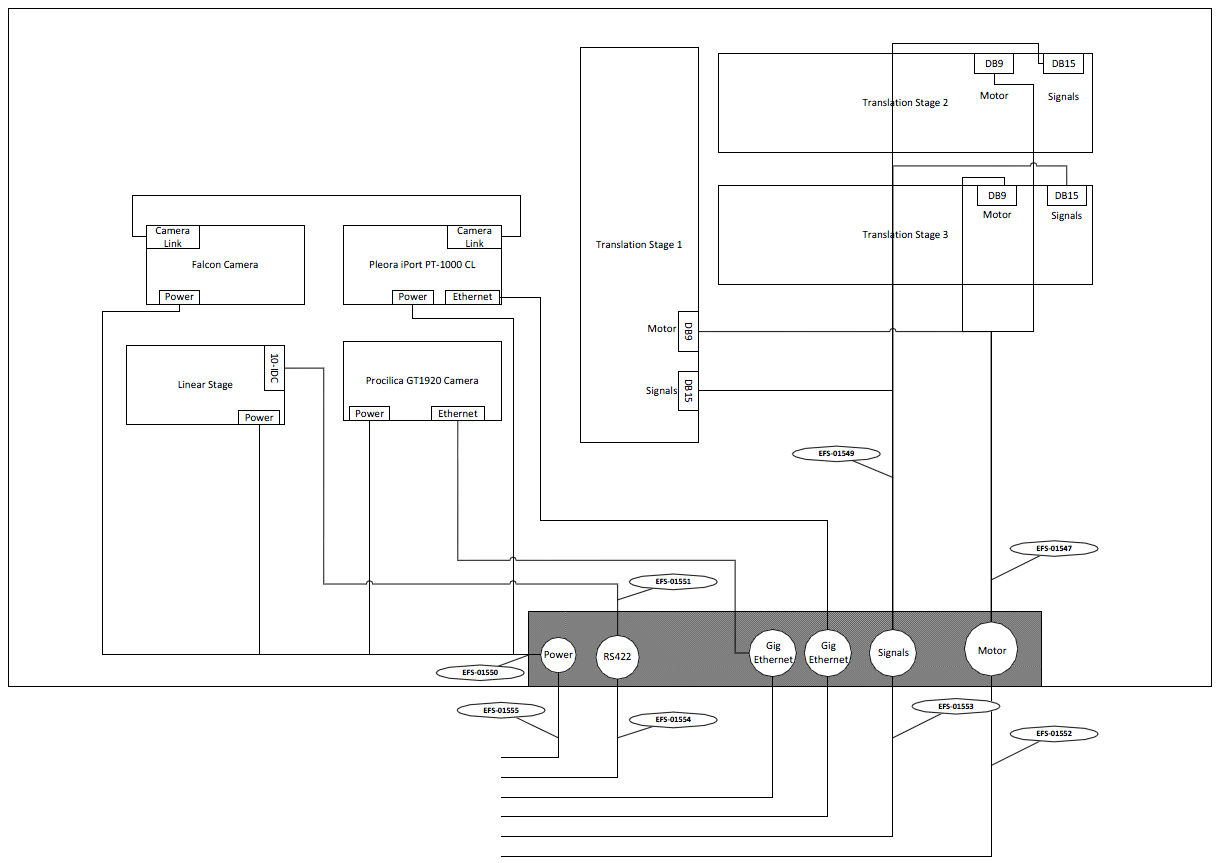 DB9
DB15
Motor
Signals
Translation Stage 2
DB9
DB15
Motor
Signals
Translation Stage 3
Translation Stage 1
Motor
DB9
Signals
DB15
Camera
Link
Falcon Camera
Power
Camera
Link
Pleora iPort PT-1000 CL
Power
Ethernet
10-IDC
Linear Stage
Power
Procilica GT1920 Camera
Power
Ethernet
EFS-01549
EFS-01547
EFS-01551
Power
RS422
Gig
Ethernet
Gig
Ethernet
Signals
Motor
EFS-01550
EFS-01555
EFS-01554
EFS-01553
EFS-01552